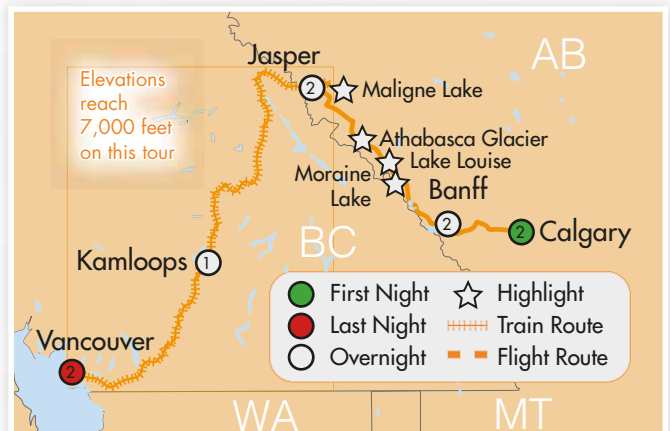 Jasper
AB
Elevations
reach
7,000 feet
on this tour
2
Maligne Lake
Athabasca Glacier
Lake Louise
Moraine
Lake
Banff
2
2
Calgary
BC
Kamloops
1
First Night
Highlight
Last Night
Train Route
Overnight
Flight Route
Vancouver
2
WA
MT